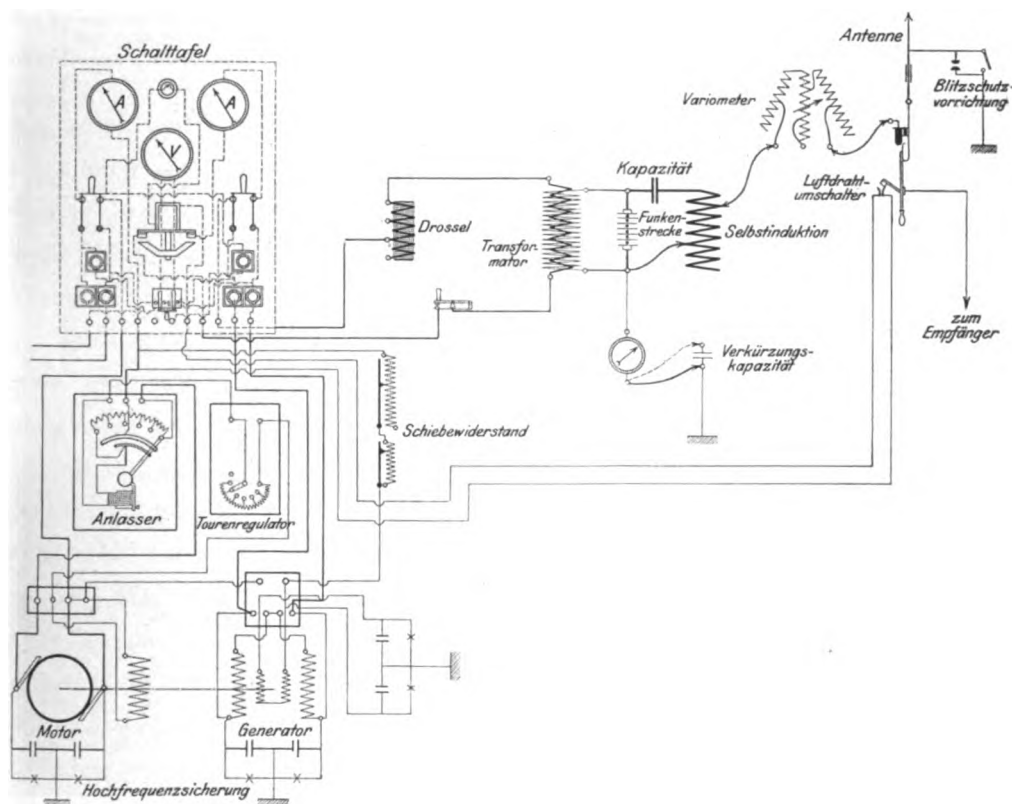 Schalttafel
A
A
V
Antenne
Blitzschutz-
vorrichtung
Variometer
Kapazität
Luftdraht-
umschalter
Drossel
Transfor-
mator
Funken-
strecke
Selbstinduktion
zum
Empfänger
Verkürzungs-
kapazität
Schiebewiderstand
Anlasser
Tourenregulator
Motor
Generator
Hochfrequenzsicherung